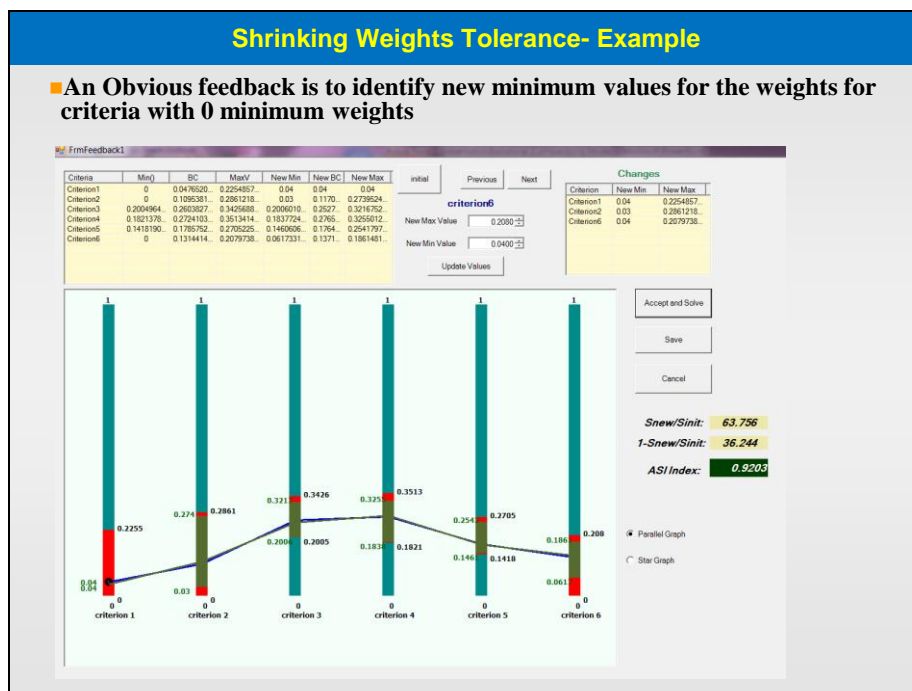 Shrinking Weights Tolerance- Example
An Obvious feedback is to identify new minimum values for the weights for
criteria with 0 minimum weights
FrmFeedback1
Criteria Min() BC MaxV New Min New BC New Max
Criterion1 0 0.0476520... 0.2254857... 0.04 0.04 0.04
Criterion2 0 0.1095381... 0.2861218... 0.03 0.1170... 0.2739524...
Criterion3 0.2004964... 0.2603827... 0.3425688... 0.2006010... 0.2527... 0.3216752...
Criterion4 0.1821378... 0.2724103... 0.3513414... 0.1837724... 0.2765... 0.3255012...
Criterion5 0.1418190... 0.1785752... 0.2705225... 0.1460606... 0.1764... 0.2541797...
Criterion6 0 0.1314414... 0.2079738... 0.0617331... 0.1371... 0.1861481...
initial Previous Next
criterion6
New Max Value 0.2080
New Min Value 0.0400
Update Values
Changes
Criterion New Min New Max
Criterion1 0.04 0.2254857...
Criterion2 0.03 0.2861218...
Criterion6 0.04 0.2079738...
1 1 1 1 1 1
0.2255
0.274 0.2861
0.321 0.3426
0.325 0.3513
0.254 0.2705
0.186 0.208
0.04
0.04
0.03
0.2006 0.2005
0.1838 0.1821
0.146 0.1418
0.061
0 0 0
0 0 0 0 0 0
criterion 1 criterion 2 criterion 3 criterion 4 criterion 5 criterion 6
Accept and Solve
Save
Cancel
Snew/Sinit: 63.756
1-Snew/Sinit: 36.244
ASI Index: 0.9203
Parallel Graph
Star Graph